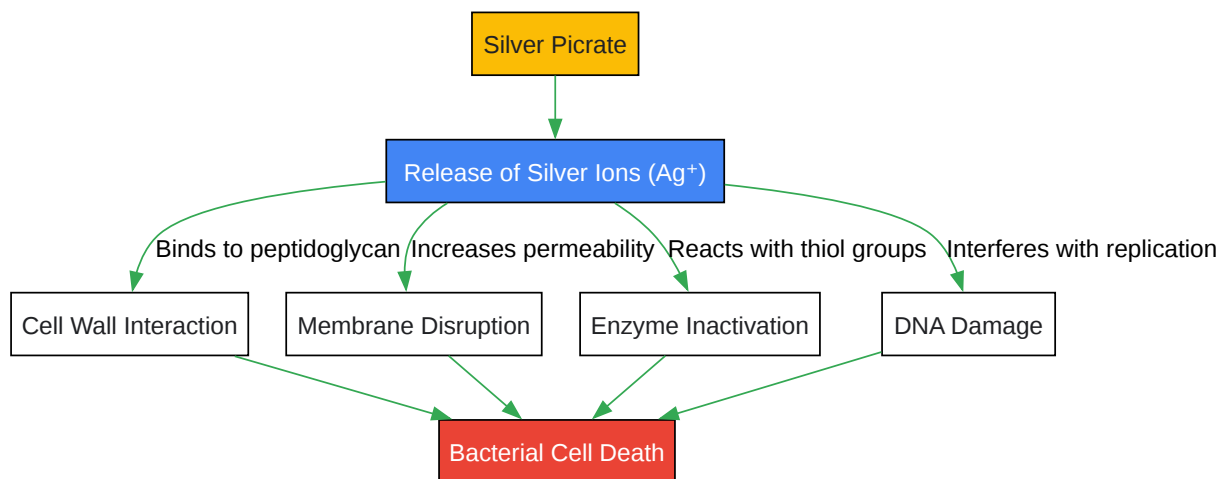 Silver Picrate
Release of Silver Ions (Ag⁺)
Binds to peptidoglycan
Increases permeability
Reacts with thiol groups
Interferes with replication
Cell Wall Interaction
Membrane Disruption
Enzyme Inactivation
DNA Damage
Bacterial Cell Death